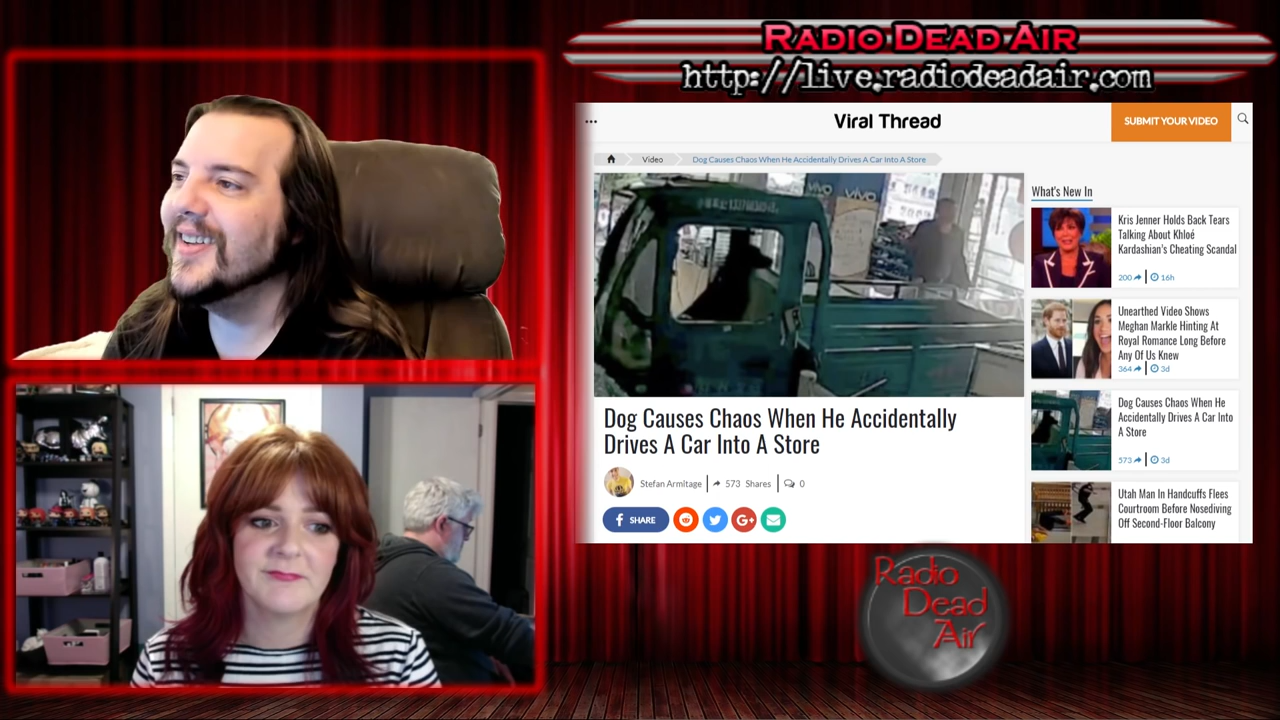 RADIO DEAD AIR
http://live.radiodeadair.com
Viral Thread
SUBMIT YOUR VIDEO
Video
Dog Causes Chaos When He Accidentally Drives A Car Into A Store
What's New In
vivo
vivo
Kris Jenner Holds Back Tears
Talking About Khloé
Kardashian's Cheating Scandal
200
16h
Unearthed Video Shows
Meghan Markle Hinting At
Royal Romance Long Before
Any Of Us Knew
364
3d
Dog Causes Chaos When He
Accidentally Drives A Car Into
A Store
573
3d
Utah Man In Handcuffs Flees
Courtroom Before Nosediving
Off Second-Floor Balcony
Dog Causes Chaos When He Accidentally
Drives A Car Into A Store
Stefan Armitage
573 Shares
0
f SHARE
G+
Radio
Dead
Air